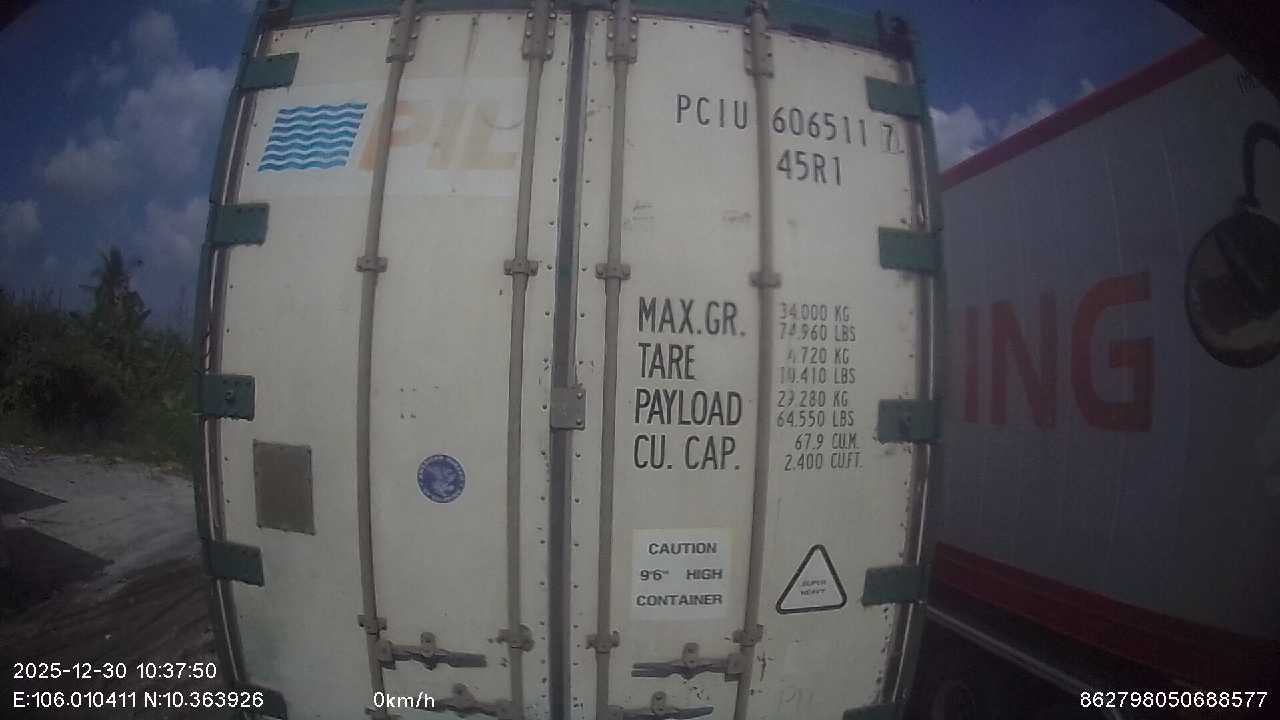 PIL
PCIU 606511 7
45R1
MAX.GR. 34.000 KG
74.960 LBS
TARE 4.720 KG
10.410 LBS
PAYLOAD 29.280 KG
64.550 LBS
CU. CAP. 67.9 CU.M.
2.400 CU.FT.
CAUTION
9'6" HIGH
CONTAINER
SUPER
HEAVY
ING
2025-12-30 10:37:50
E:106.010411 N:10.363926
0km/h
862798050688577